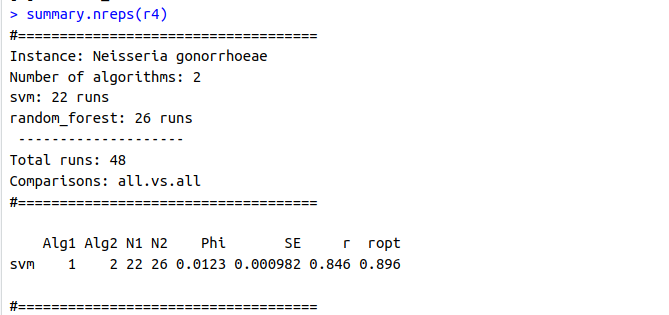 > summary.nreps(r4)
#====================================
Instance: Neisseria gonorrhoeae
Number of algorithms: 2
svm: 22 runs
random_forest: 26 runs
 --------------------
Total runs: 48
Comparisons: all.vs.all
#====================================
    Alg1 Alg2 N1 N2    Phi       SE     r  ropt
svm    1    2 22 26 0.0123 0.000982 0.846 0.896
#====================================